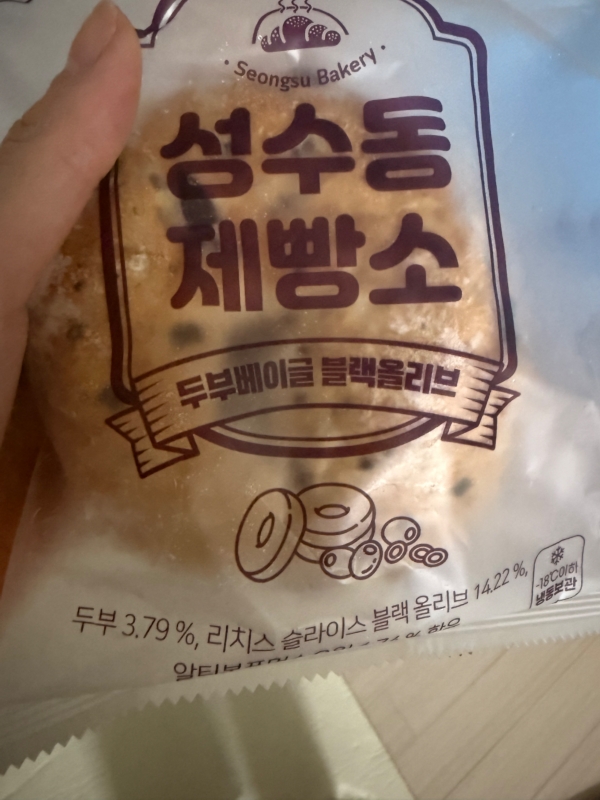 Seongsu Bakery
성수동
제빵소
두부베이글 블랙올리브
두부 3.79 %, 리치스 슬라이스 블랙 올리브 14.22 %,
-18℃이하
냉동보관